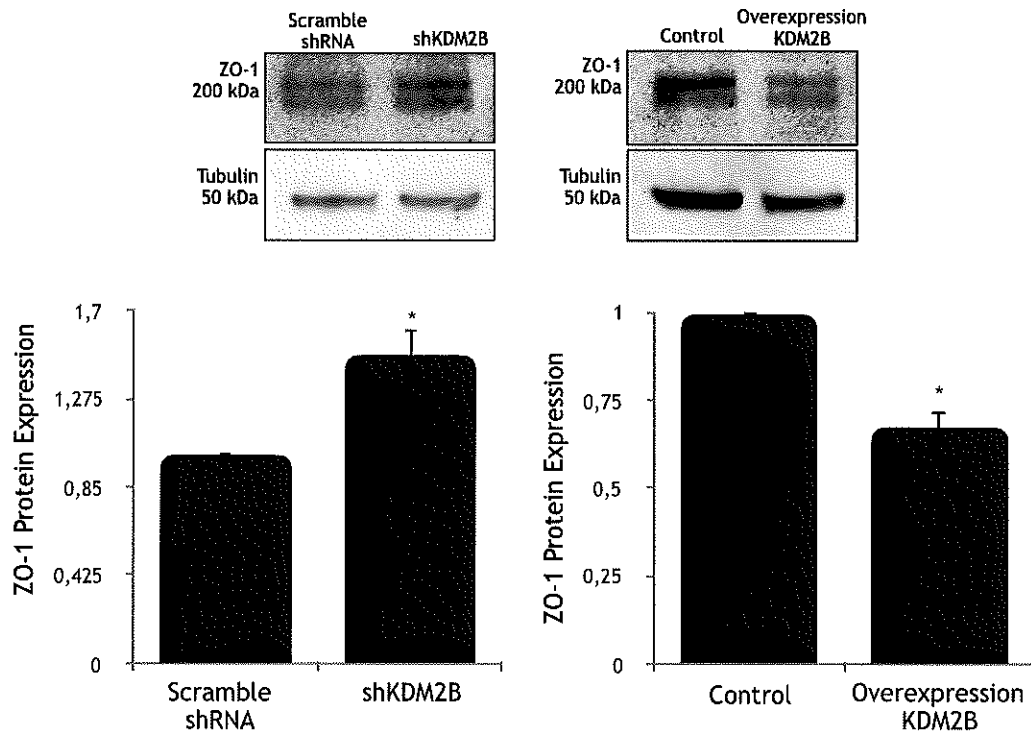 Scramble
shRNA
shKDM2B
ZO-1
200 kDa
Tubulin
50 kDa
Control
Overexpression
KDM2B
ZO-1
200 kDa
Tubulin
50 kDa
ZO-1 Protein Expression
1,7
1,275
0,85
0,425
0
*
Scramble
shRNA
shKDM2B
ZO-1 Protein Expression
1
0,75
0,5
0,25
0
*
Control
Overexpression
KDM2B